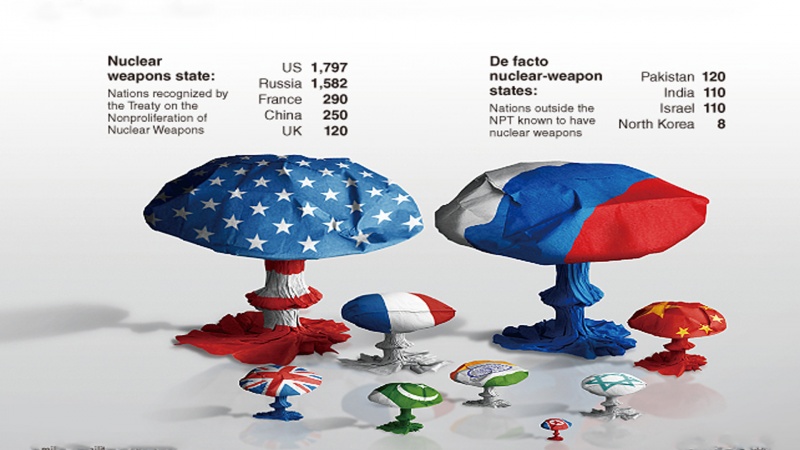 Nuclear
weapons state:
Nations recognized by
the Treaty on the
Nonproliferation of
Nuclear Weapons
US 1,797
Russia 1,582
France 290
China 250
UK 120
De facto
nuclear-weapon
states:
Nations outside the
NPT known to have
nuclear weapons
Pakistan 120
India 110
Israel 110
North Korea 8